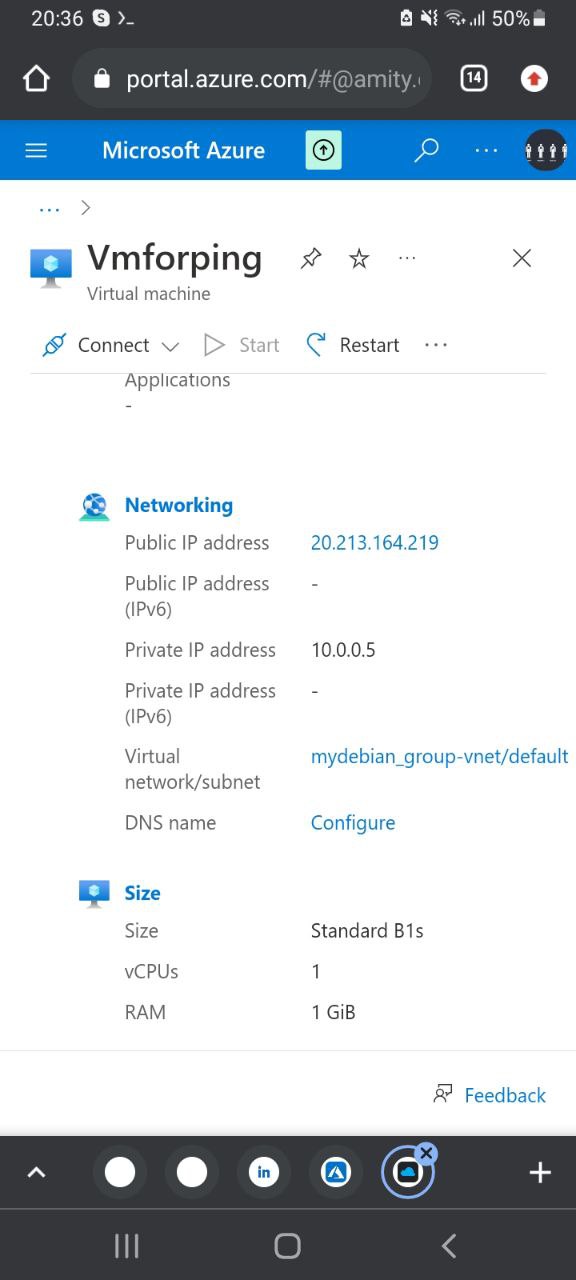 20:36 50%
portal.azure.com/#@amity. 14
Microsoft Azure
Vmforping
Virtual machine
Connect Start Restart
Applications
-
Networking
Public IP address 20.213.164.219
Public IP address -
(IPv6)
Private IP address 10.0.0.5
Private IP address -
(IPv6)
Virtual mydebian_group-vnet/default
network/subnet
DNS name Configure
Size
Size Standard B1s
vCPUs 1
RAM 1 GiB
Feedback
in